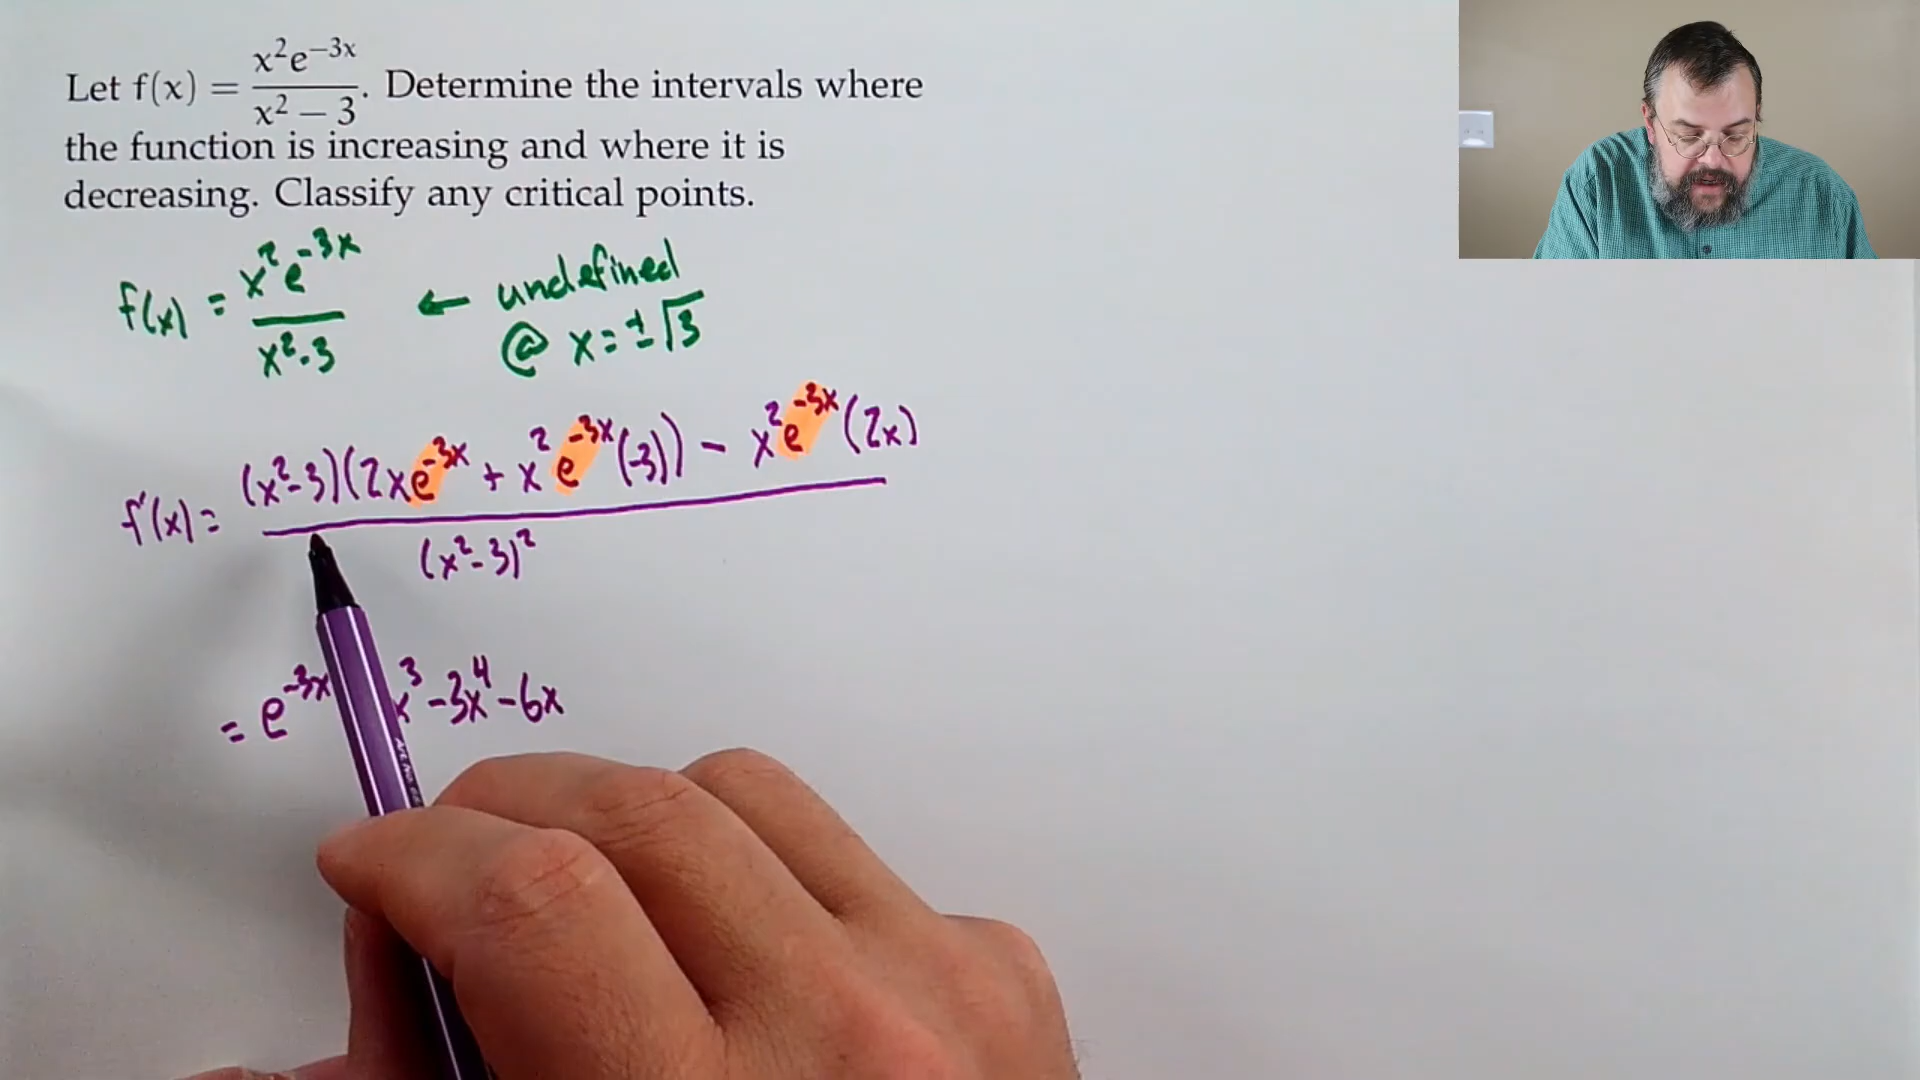 Let f(x) = x²e⁻³ˣ / x² − 3. Determine the intervals where
the function is increasing and where it is
decreasing. Classify any critical points.
f(x) = x²e⁻³ˣ / x²-3 ← undefined
@ x = ±√3
f'(x) = (x²-3)(2xe⁻³ˣ + x²e⁻³ˣ(-3)) - x²e⁻³ˣ(2x)
(x²-3)²
= e⁻³ˣ x³ - 3x⁴ - 6x